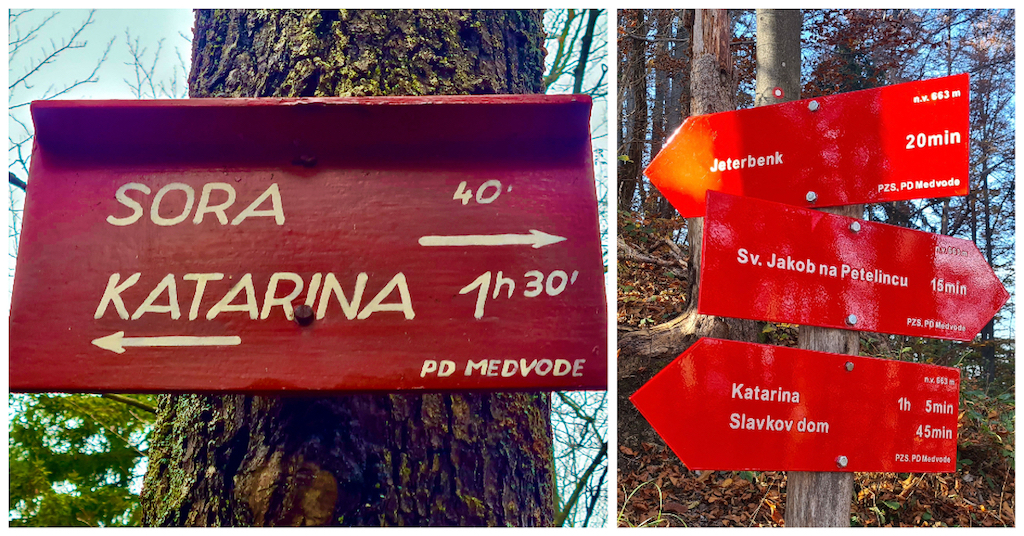 SORA 40'
KATARINA 1h 30'
PD MEDVODE
n.v. 663 m
Jeterbenk 20min
PZS, PD Medvode
Sv. Jakob na Petelincu 15min
PZS, PD Medvode
n.v. 663 m
Katarina 1h 5min
Slavkov dom 45min
PZS, PD Medvode